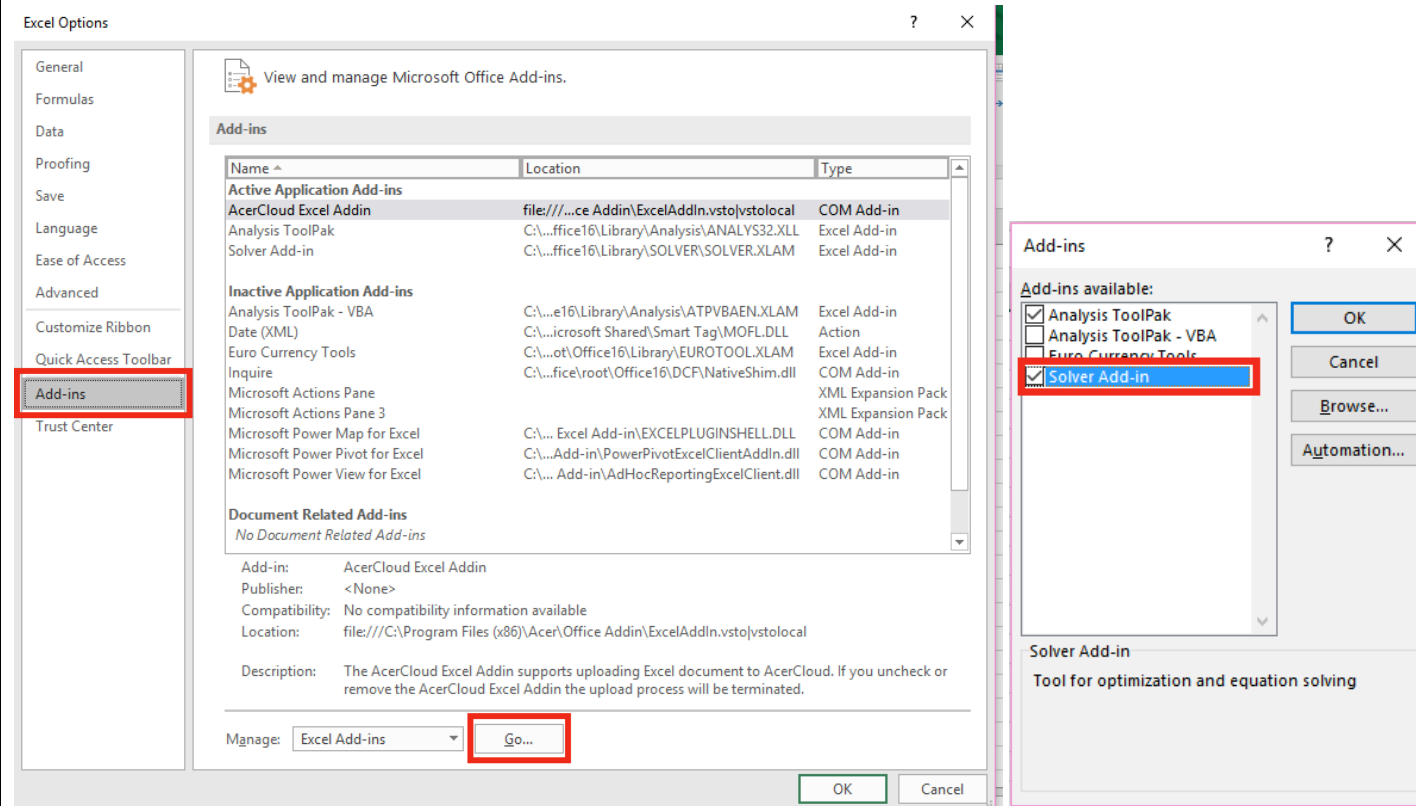 Excel Options
?
General
Formulas
Data
Proofing
Save
Language
Ease of Access
Advanced
Customize Ribbon
Quick Access Toolbar
Add-ins
Trust Center
View and manage Microsoft Office Add-ins.
Add-ins
Name Location Type
Active Application Add-ins
AcerCloud Excel Addin file:///...ce Addin\ExcelAddIn.vsto|vstolocal COM Add-in
Analysis ToolPak C:\...ffice16\Library\Analysis\ANALYS32.XLL Excel Add-in
Solver Add-in C:\...ffice16\Library\SOLVER\SOLVER.XLAM Excel Add-in
Inactive Application Add-ins
Analysis ToolPak - VBA C:\...e16\Library\Analysis\ATPVBAEN.XLAM Excel Add-in
Date (XML) C:\...icrosoft Shared\Smart Tag\MOFL.DLL Action
Euro Currency Tools C:\...ot\Office16\Library\EUROTOOL.XLAM Excel Add-in
Inquire C:\...fice\root\Office16\DCF\NativeShim.dll COM Add-in
Microsoft Actions Pane XML Expansion Pack
Microsoft Actions Pane 3 XML Expansion Pack
Microsoft Power Map for Excel C:\... Excel Add-in\EXCELPLUGINSHELL.DLL COM Add-in
Microsoft Power Pivot for Excel C:\...Add-in\PowerPivotExcelClientAddIn.dll COM Add-in
Microsoft Power View for Excel C:\... Add-in\AdHocReportingExcelClient.dll COM Add-in
Document Related Add-ins
No Document Related Add-ins
Add-in: AcerCloud Excel Addin
Publisher: <None>
Compatibility: No compatibility information available
Location: file:///C:\Program Files (x86)\Acer\Office Addin\ExcelAddIn.vsto|vstolocal
Description: The AcerCloud Excel Addin supports uploading Excel document to AcerCloud. If you uncheck or
remove the AcerCloud Excel Addin the upload process will be terminated.
Manage: Excel Add-ins Go...
OK Cancel
Add-ins ?
Add-ins available:
Analysis ToolPak
Analysis ToolPak - VBA
Euro Currency Tools
Solver Add-in
OK
Cancel
Browse...
Automation...
Solver Add-in
Tool for optimization and equation solving